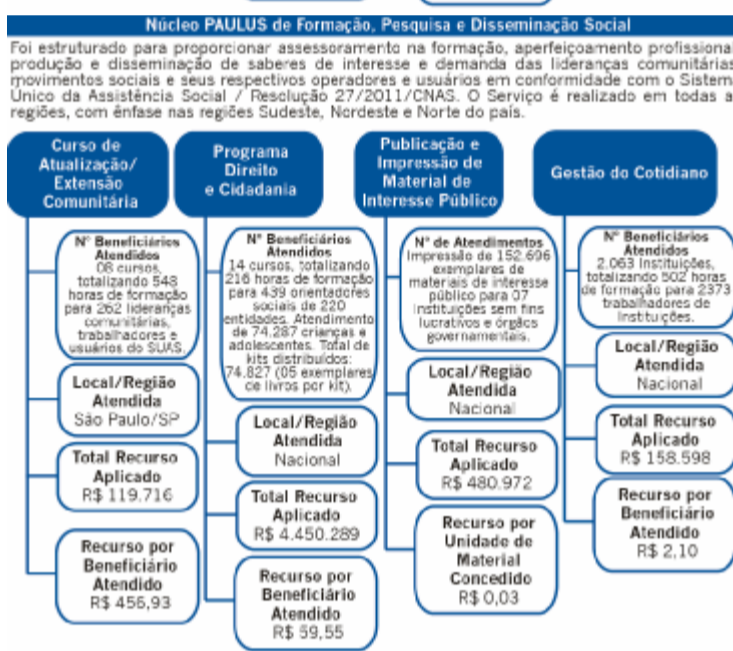 Núcleo PAULUS de Formação, Pesquisa e Disseminação Social
Foi estruturado para proporcionar assessoramento na formação, aperfeiçoamento profissional
produção e disseminação de saberes de interesse e demanda das lideranças comunitárias
movimentos sociais e seus respectivos operadores e usuários em conformidade com o Sistem
Único da Assistência Social / Resolução 27/2011/CNAS. O Serviço é realizado em todas a
regiões, com ênfase nas regiões Sudeste, Nordeste e Norte do país.
Curso de
Atualização/
Extensão
Comunitária
Nº Beneficiários
Atendidos
08 cursos,
totalizando 548
horas de formação
para 262 lideranças
comunitárias,
trabalhadores e
usuários do SUAS.
Local/Região
Atendida
São Paulo/SP
Total Recurso
Aplicado
R$ 119.716
Recurso por
Beneficiário
Atendido
R$ 456,93
Programa
Direito
e Cidadania
Nº Beneficiários
Atendidos
14 cursos, totalizando
216 horas de formação
para 439 orientadores
sociais de 220
entidades. Atendimento
de 74.287 crianças e
adolescentes. Total de
kits distribuídos:
74.827 (05 exemplares
de livros por kit).
Local/Região
Atendida
Nacional
Total Recurso
Aplicado
R$ 4.450.289
Recurso por
Beneficiário
Atendido
R$ 59,55
Publicação e
Impressão de
Material de
Interesse Público
Nº de Atendimentos
Impressão de 152.696
exemplares de
materiais de interesse
público para 07
Instituições sem fins
lucrativos e órgãos
governamentais.
Local/Região
Atendida
Nacional
Total Recurso
Aplicado
R$ 480.972
Recurso por
Unidade de
Material
Concedido
R$ 0,03
Gestão do Cotidiano
Nº Beneficiários
Atendidos
2.063 Instituições,
totalizando 502 horas
de formação para 2373
trabalhadores de
Instituições.
Local/Região
Atendida
Nacional
Total Recurso
Aplicado
R$ 158.598
Recurso por
Beneficiário
Atendido
R$ 2,10